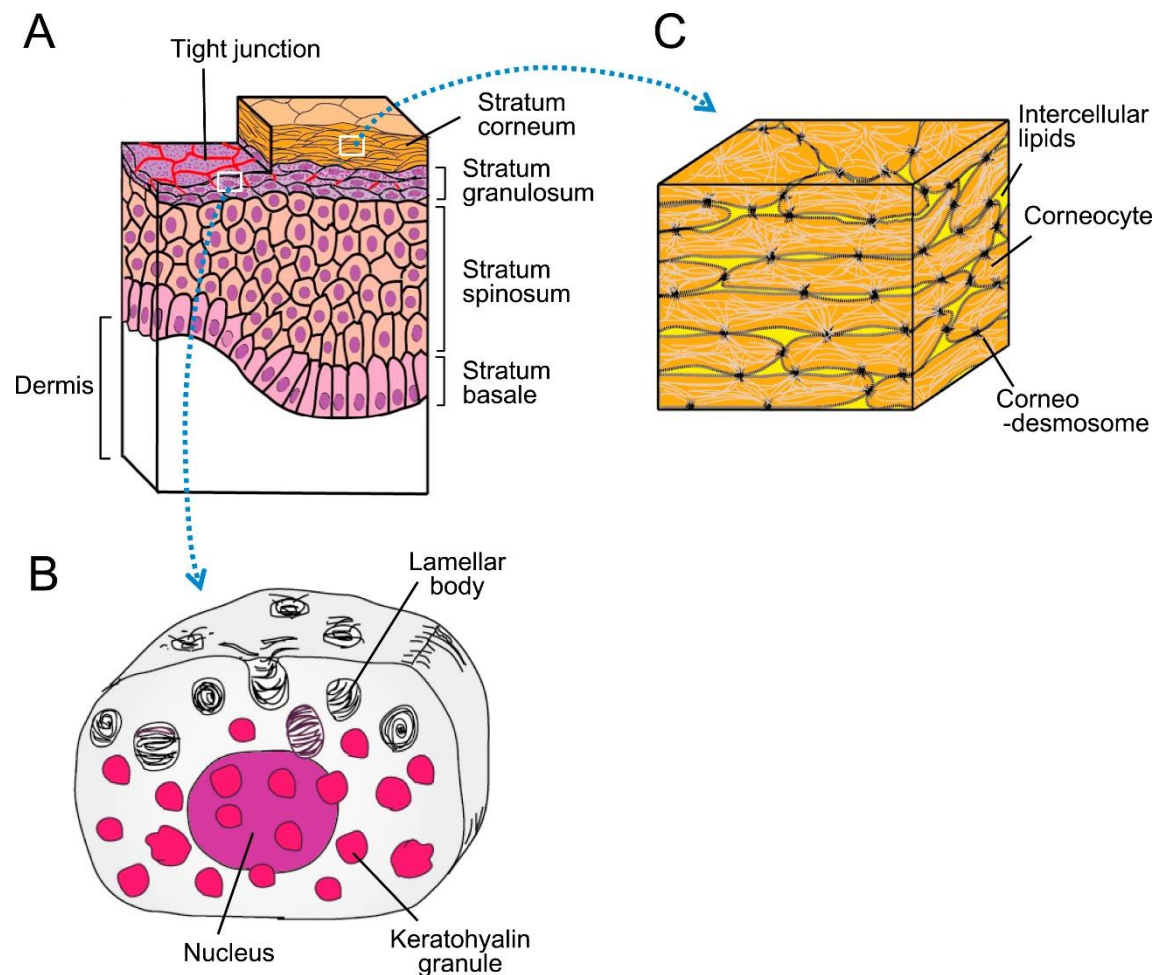 A
Tight junction
Stratum
corneum
Stratum
granulosum
Stratum
spinosum
Stratum
basale
Dermis
C
Intercellular
lipids
Corneocyte
Corneo
-desmosome
B
Lamellar
body
Nucleus
Keratohyalin
granule